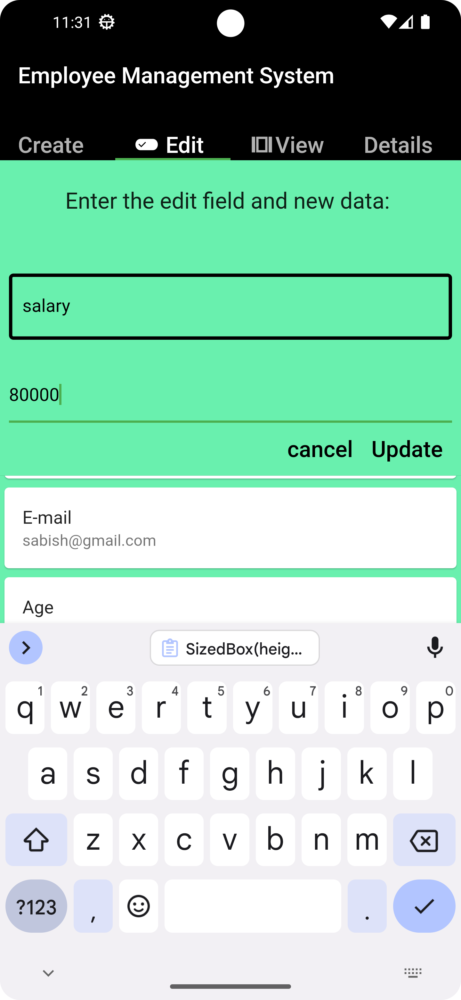 11:31
Employee Management System
Create Edit View Details
Enter the edit field and new data:
salary
80000
cancel Update
E-mail
sabish@gmail.com
Age
SizedBox(heig...
q1 w2 e3 r4 t5 y6 u7 i8 o9 p0
a s d f g h j k l
z x c v b n m
?123 , .